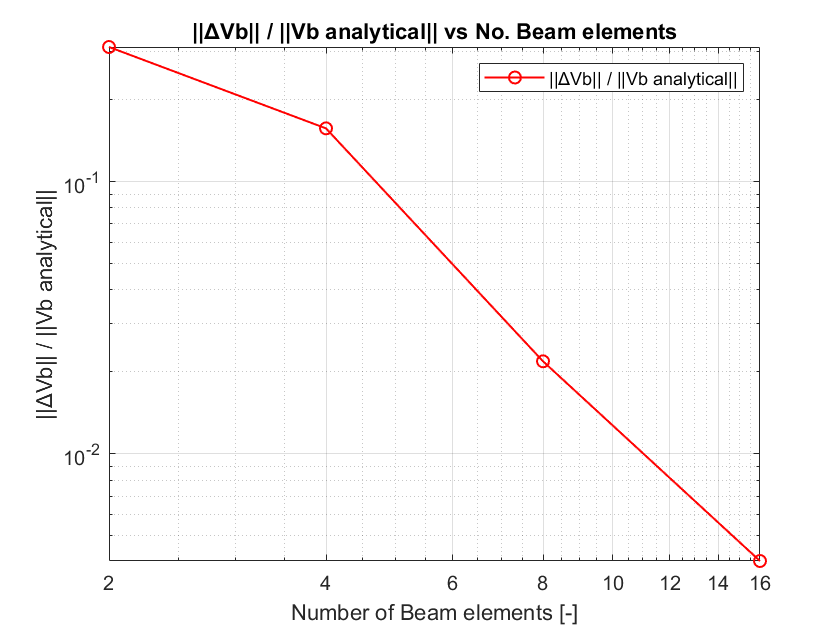 ||ΔVb|| / ||Vb analytical|| vs No. Beam elements
||ΔVb|| / ||Vb analytical||
||ΔVb|| / ||Vb analytical||
10^-1
10^-2
2 4 6 8 10 12 14 16
Number of Beam elements [-]